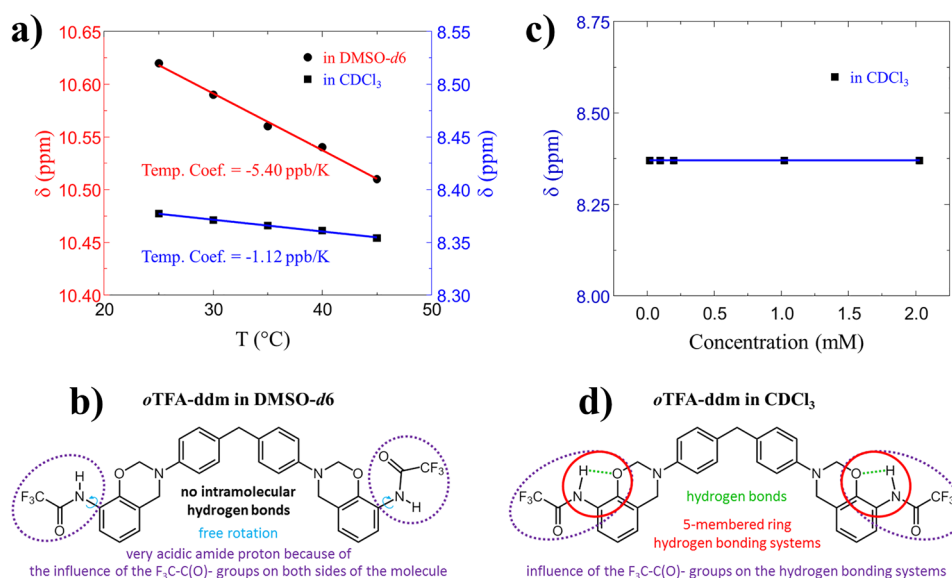 a)
10.65
10.60
10.55
10.50
10.45
10.40
δ (ppm)
in DMSO-d6
in CDCl3
Temp. Coef. = -5.40 ppb/K
Temp. Coef. = -1.12 ppb/K
8.55
8.50
8.45
8.40
8.35
8.30
δ (ppm)
20 30 40 50
T (°C)
c)
8.75
8.50
8.25
8.00
δ (ppm)
in CDCl3
0.0 0.5 1.0 1.5 2.0
Concentration (mM)
b) oTFA-ddm in DMSO-d6
O
CF3
H
O
N
N
O
N
F3C
N
H
O
no intramolecular
hydrogen bonds
free rotation
very acidic amide proton because of
the influence of the F3C-C(O)- groups on both sides of the molecule
d) oTFA-ddm in CDCl3
H
O
N
N
O
H
F3C
N
N
CF3
O
O
hydrogen bonds
5-membered ring
hydrogen bonding systems
influence of the F3C-C(O)- groups on the hydrogen bonding systems